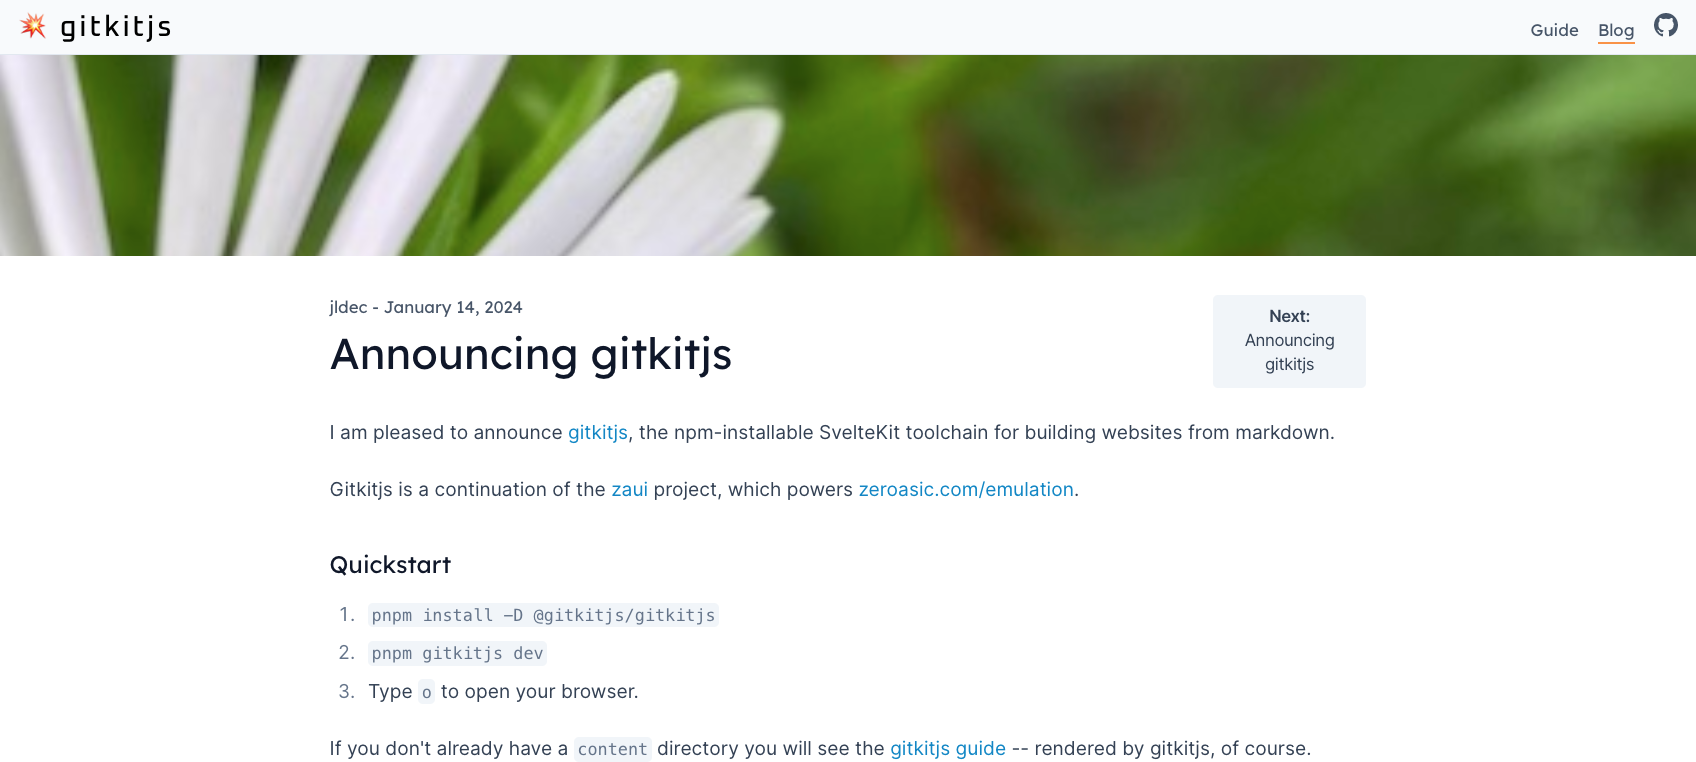 gitkitjs
Guide Blog
jldec - January 14, 2024
Announcing gitkitjs
Next:
Announcing
gitkitjs
I am pleased to announce gitkitjs, the npm-installable SvelteKit toolchain for building websites from markdown.
Gitkitjs is a continuation of the zaui project, which powers zeroasic.com/emulation.
Quickstart
1. pnpm install -D @gitkitjs/gitkitjs
2. pnpm gitkitjs dev
3. Type o to open your browser.
If you don't already have a content directory you will see the gitkitjs guide -- rendered by gitkitjs, of course.